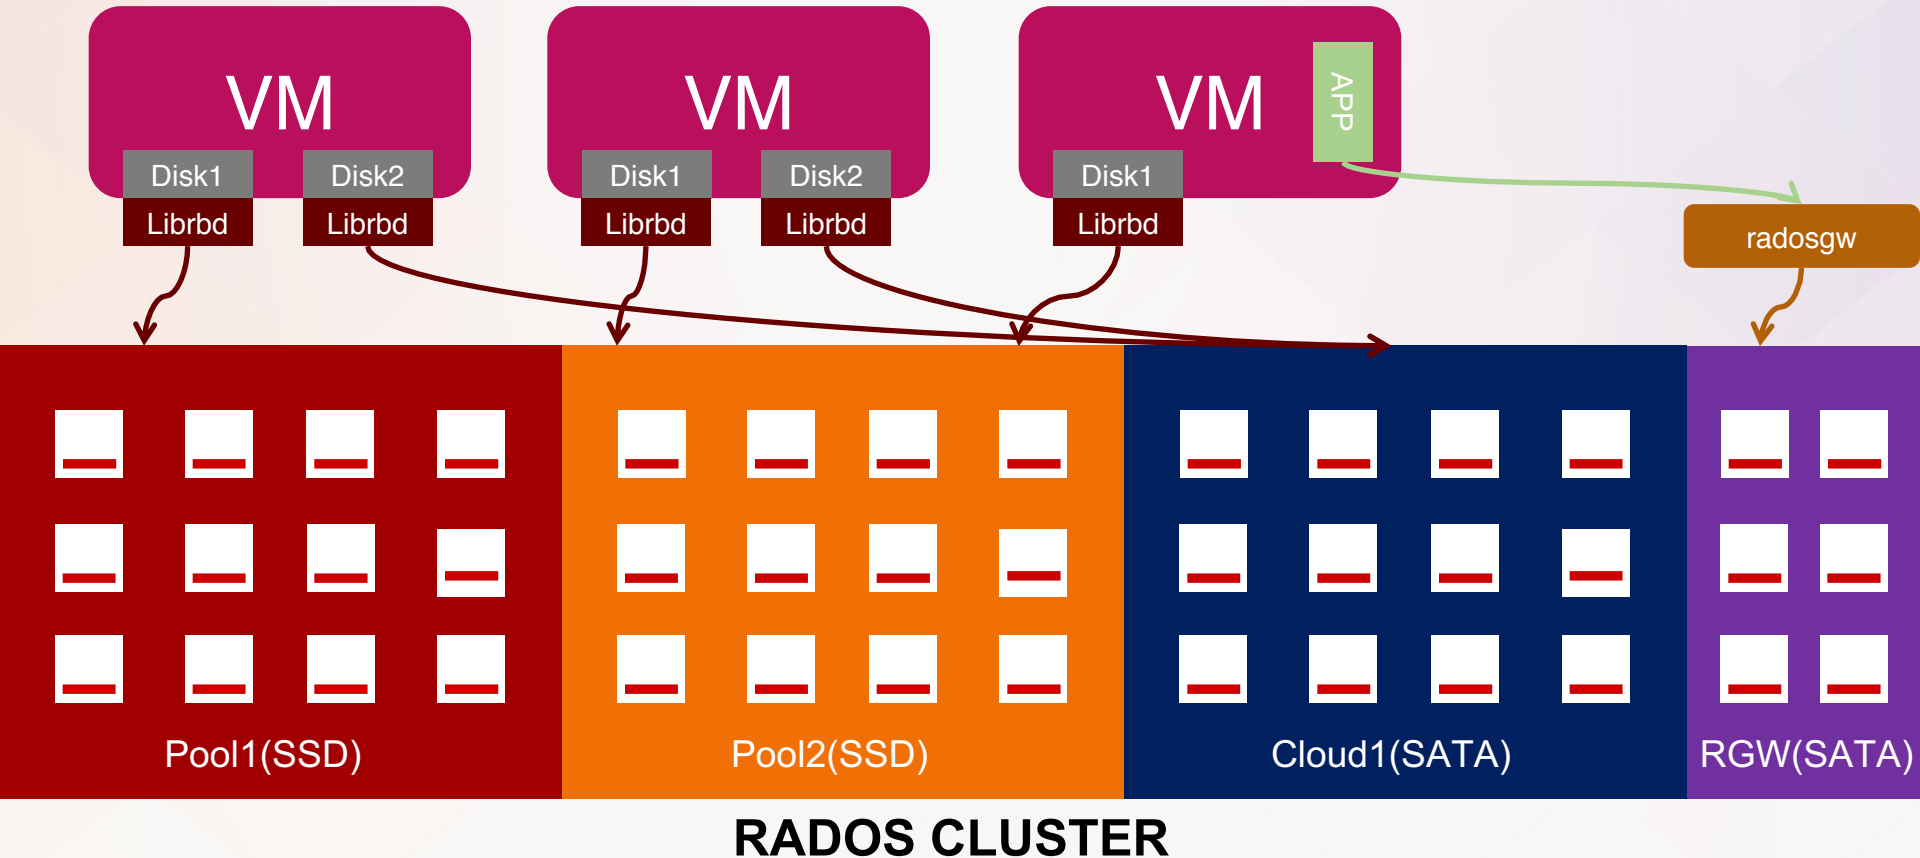 VM
Disk1
Librbd
Disk2
Librbd
VM
Disk1
Librbd
Disk2
Librbd
VM
APP
Disk1
Librbd
radosgw
Pool1(SSD)
Pool2(SSD)
Cloud1(SATA)
RGW(SATA)
RADOS CLUSTER